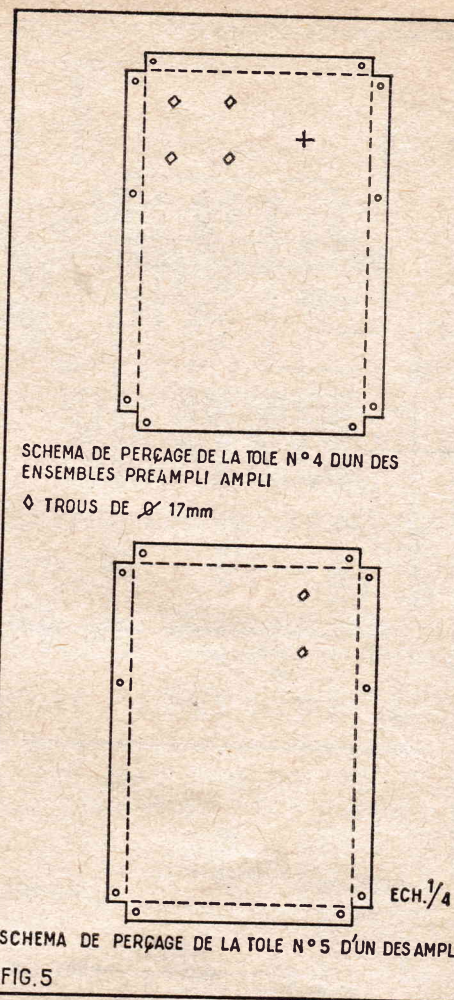 SCHEMA DE PERÇAGE DE LA TOLE N° 4 DUN DES
ENSEMBLES PREAMPLI AMPLI
◊ TROUS DE Ø 17mm
ECH. 1/4
SCHEMA DE PERÇAGE DE LA TOLE N° 5 D'UN DES AMPL
FIG. 5